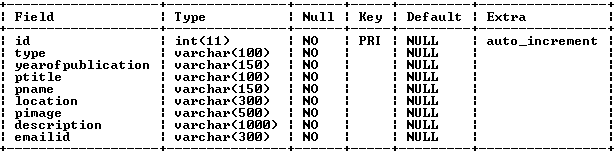 Field | Type | Null | Key | Default | Extra
id | int(11) | NO | PRI | NULL | auto_increment
type | varchar(100) | NO | | NULL |
yearofpublication | varchar(150) | NO | | NULL |
ptitle | varchar(100) | NO | | NULL |
pname | varchar(150) | NO | | NULL |
location | varchar(300) | NO | | NULL |
pimage | varchar(500) | NO | | NULL |
description | varchar(1000) | NO | | NULL |
emailid | varchar(300) | NO | | NULL |